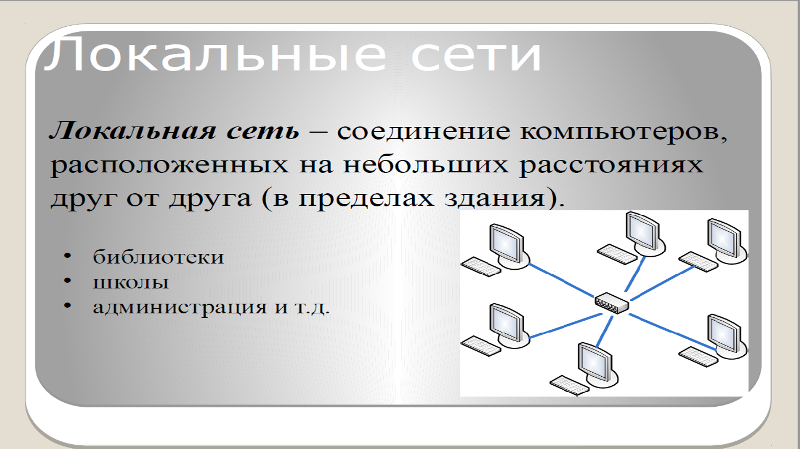 Локальные сети
Локальная сеть – соединение компьютеров,
расположенных на небольших расстояниях
друг от друга (в пределах здания).
• библиотеки
• школы
• администрация и т.д.